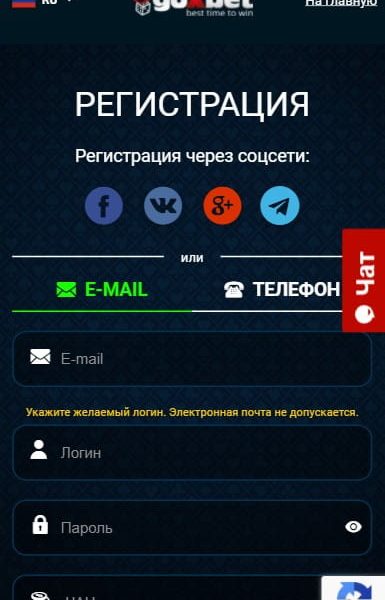 RU
goxbet
best time to win
На главную
РЕГИСТРАЦИЯ
Регистрация через соцсети:
или
E-MAIL
ТЕЛЕФОН
Чат
E-mail
Укажите желаемый логин. Электронная почта не допускается.
Логин
Пароль
UAH